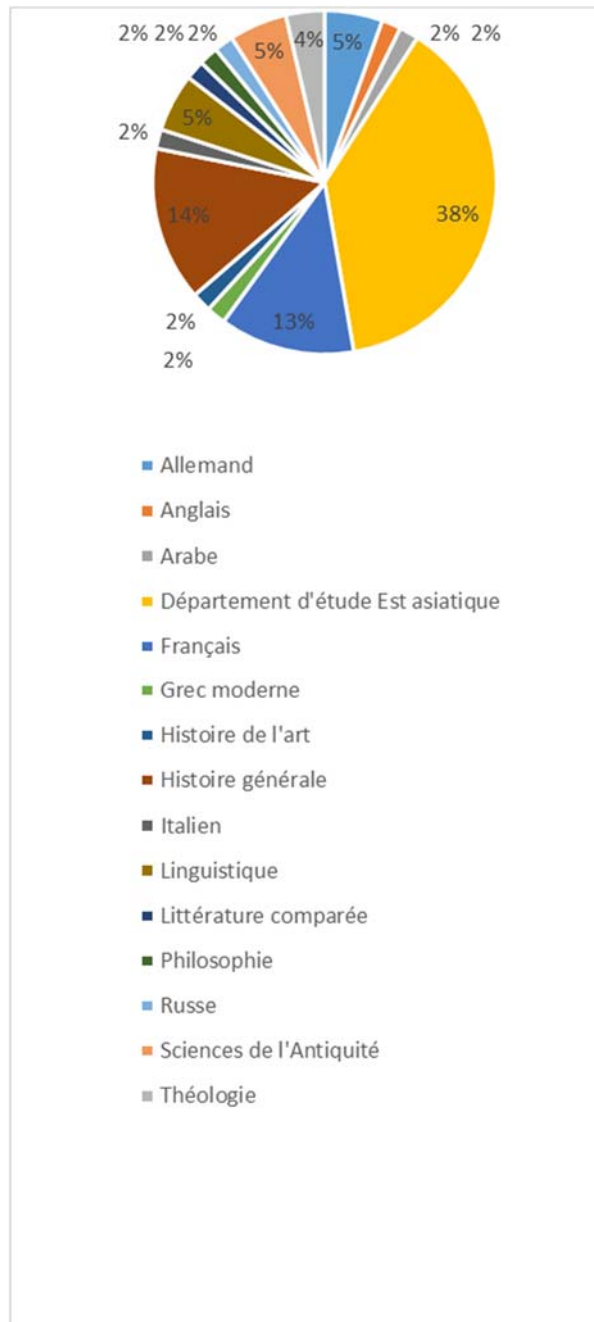 2% 2% 2%
5%
4%
5%
2% 2%
5%
2%
38%
14%
13%
2%
2%
Allemand
Anglais
Arabe
Département d'étude Est asiatique
Français
Grec moderne
Histoire de l'art
Histoire générale
Italien
Linguistique
Littérature comparée
Philosophie
Russe
Sciences de l'Antiquité
Théologie